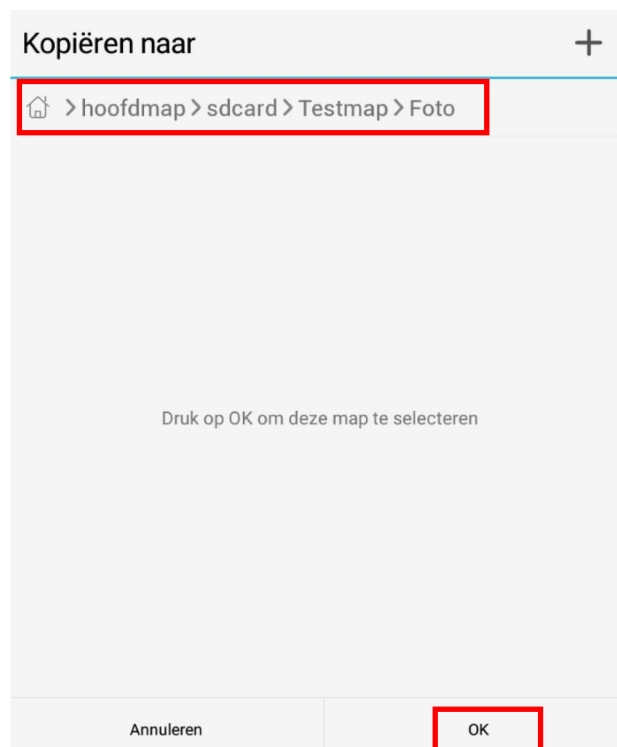 Kopiëren naar
hoofdmap > sdcard > Testmap > Foto
Druk op OK om deze map te selecteren
Annuleren OK